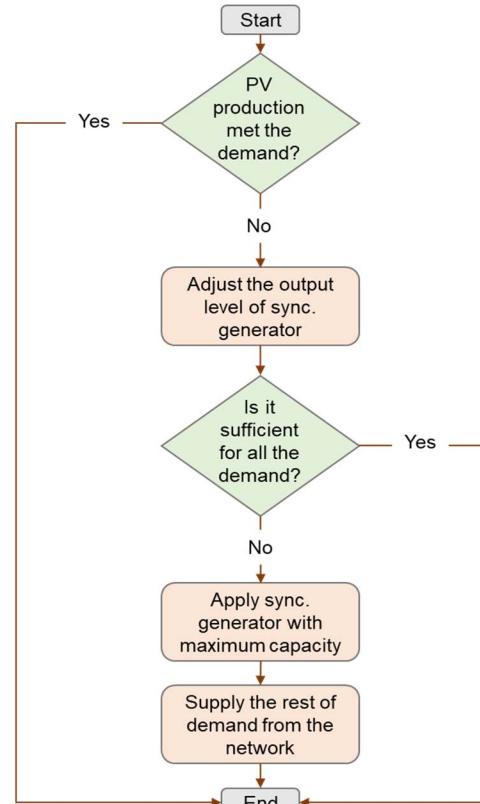 Start
PV
production
met the
demand?
Yes
No
Adjust the output
level of sync.
generator
Is it
sufficient
for all the
demand?
Yes
No
Apply sync.
generator with
maximum capacity
Supply the rest of
demand from the
network
End